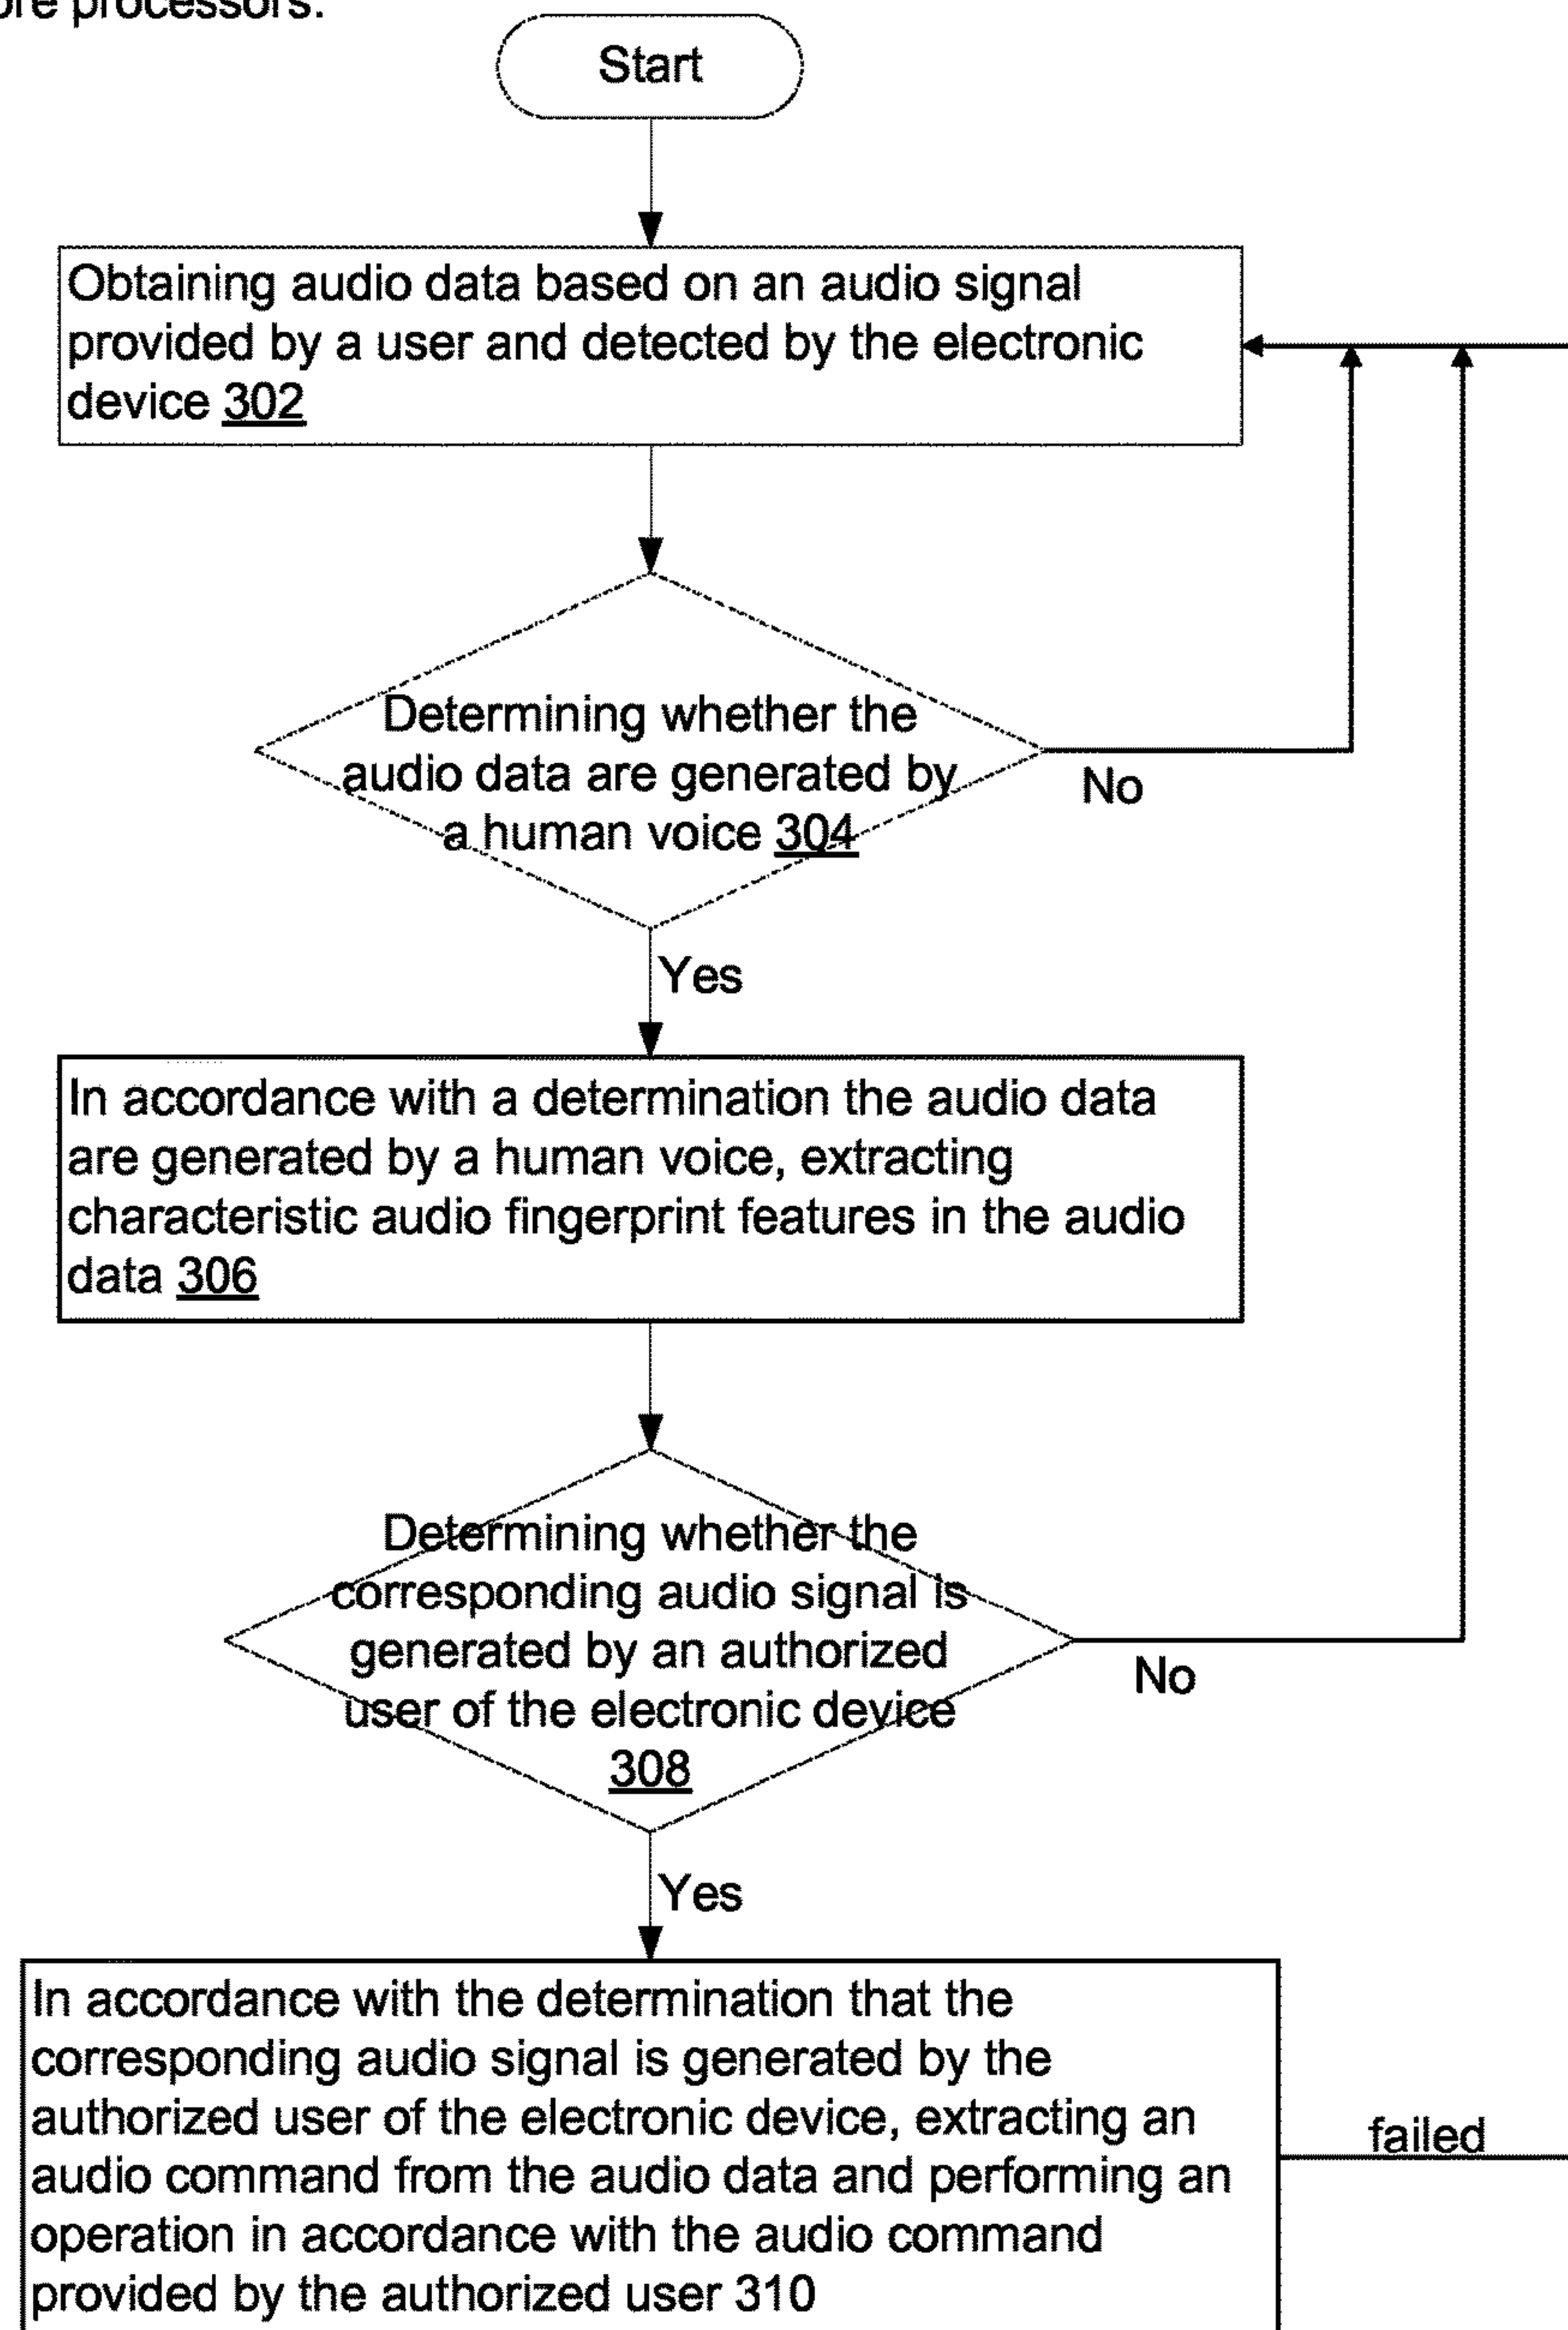 processors.
Start
Obtaining audio data based on an audio signal
provided by a user and detected by the electronic
device 302
Determining whether the
audio data are generated by
a human voice 304
No
Yes
In accordance with a determination the audio data
are generated by a human voice, extracting
characteristic audio fingerprint features in the audio
data 306
Determining whether the
corresponding audio signal is
generated by an authorized
user of the electronic device
308
No
Yes
In accordance with the determination that the
corresponding audio signal is generated by the
authorized user of the electronic device, extracting an
audio command from the audio data and performing an
operation in accordance with the audio command
provided by the authorized user 310
failed